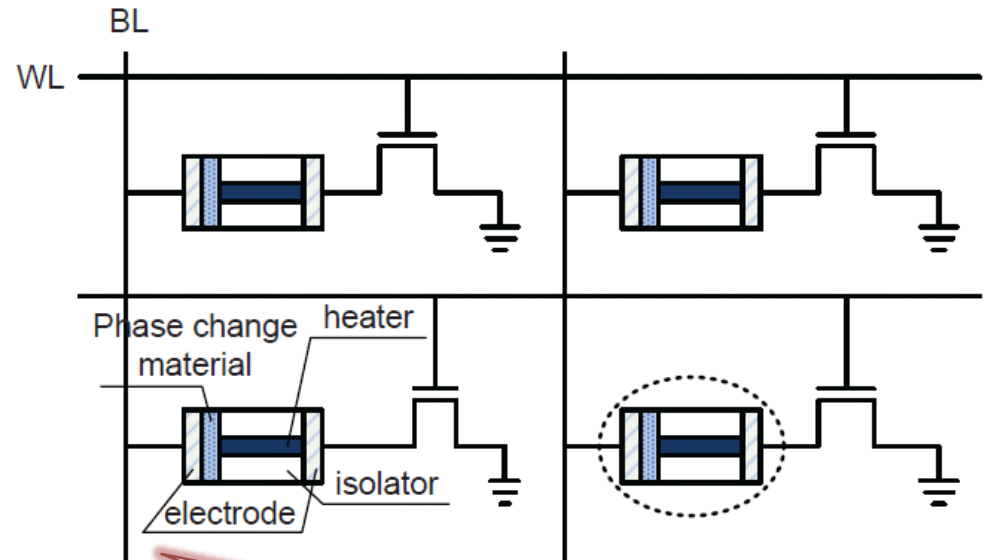 BL
WL
Phase change
material
heater
isolator
electrode